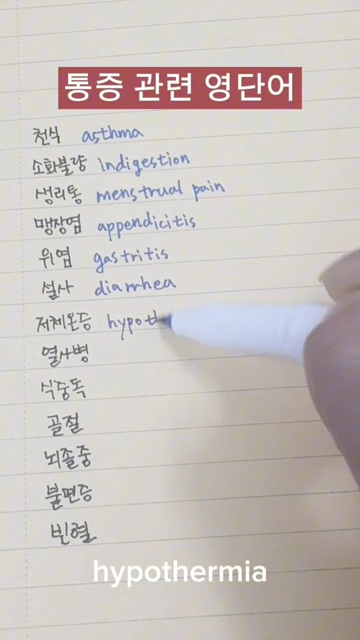 통증 관련 영단어
천식 asthma
소화불량 indigestion
생리통 menstrual pain
맹장염 appendicitis
위염 gastritis
설사 diarrhea
저체온증 hypoth
열사병
식중독
골절
뇌졸중
불면증
빈혈
hypothermia